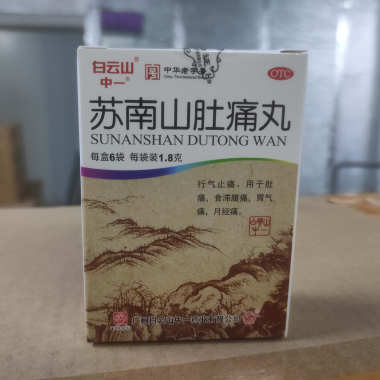 白云山®
中一®
中华老字号
OTC
苏南山肚痛丸
SUNANSHAN DUTONG WAN
每盒6袋 每袋装1.8克
行气止痛。用于肚
痛，食滞腹痛，胃气
痛，月经痛。